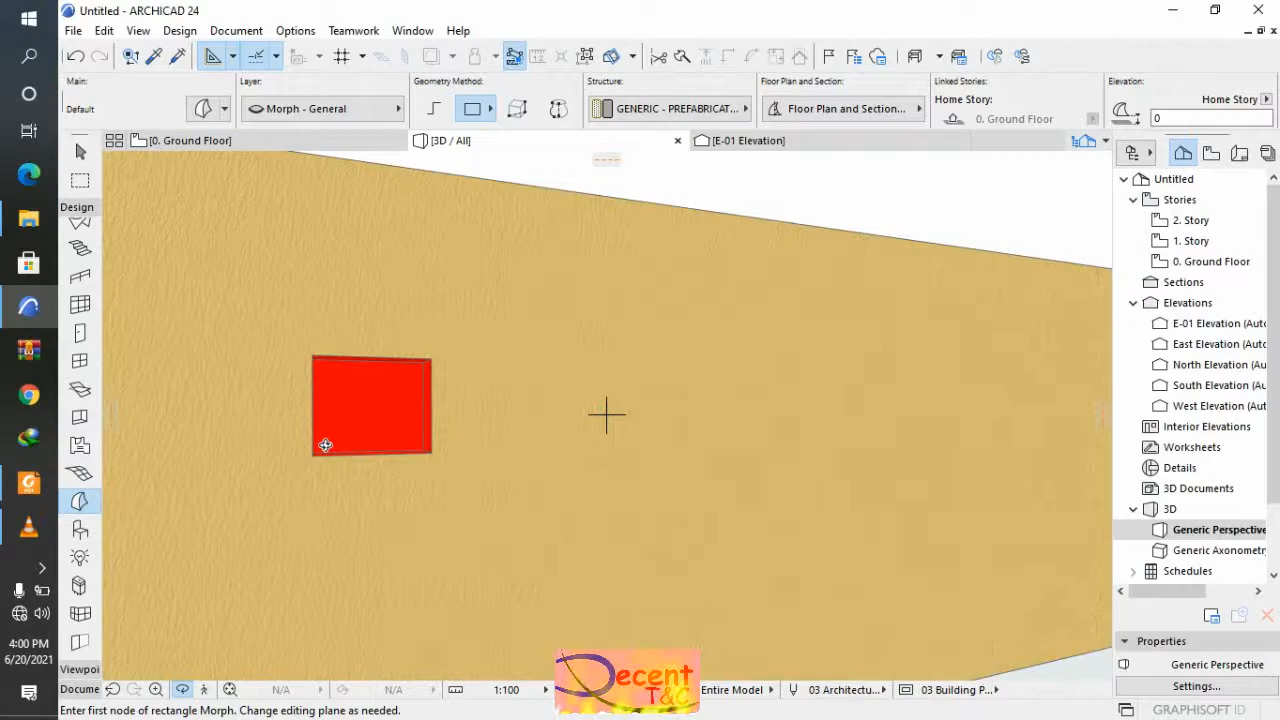 Untitled - ARCHICAD 24
File Edit View Design Document Options Teamwork Window Help
Main: Layer: Geometry Method: Structure: Floor Plan and Section: Linked Stories: Elevation:
Default Morph - General GENERIC - PREFABRICAT... Floor Plan and Section... Home Story: Home Story
0. Ground Floor 0
[0. Ground Floor] [3D / All] [E-01 Elevation]
Design
Untitled
Stories
2. Story
1. Story
0. Ground Floor
Sections
Elevations
E-01 Elevation (Aut
East Elevation (Aut
North Elevation (Au
South Elevation (Au
West Elevation (Au
Interior Elevations
Worksheets
Details
3D Documents
3D
Generic Perspective
Generic Axonometr
Schedules
Properties
Generic Perspective
Settings...
Viewpoi
Docume N/A N/A 1:100 Entire Model 03 Architectu... 03 Building P...
Enter first node of rectangle Morph. Change editing plane as needed. GRAPHISOFT ID
Decent
T&C
4:00 PM
6/20/2021